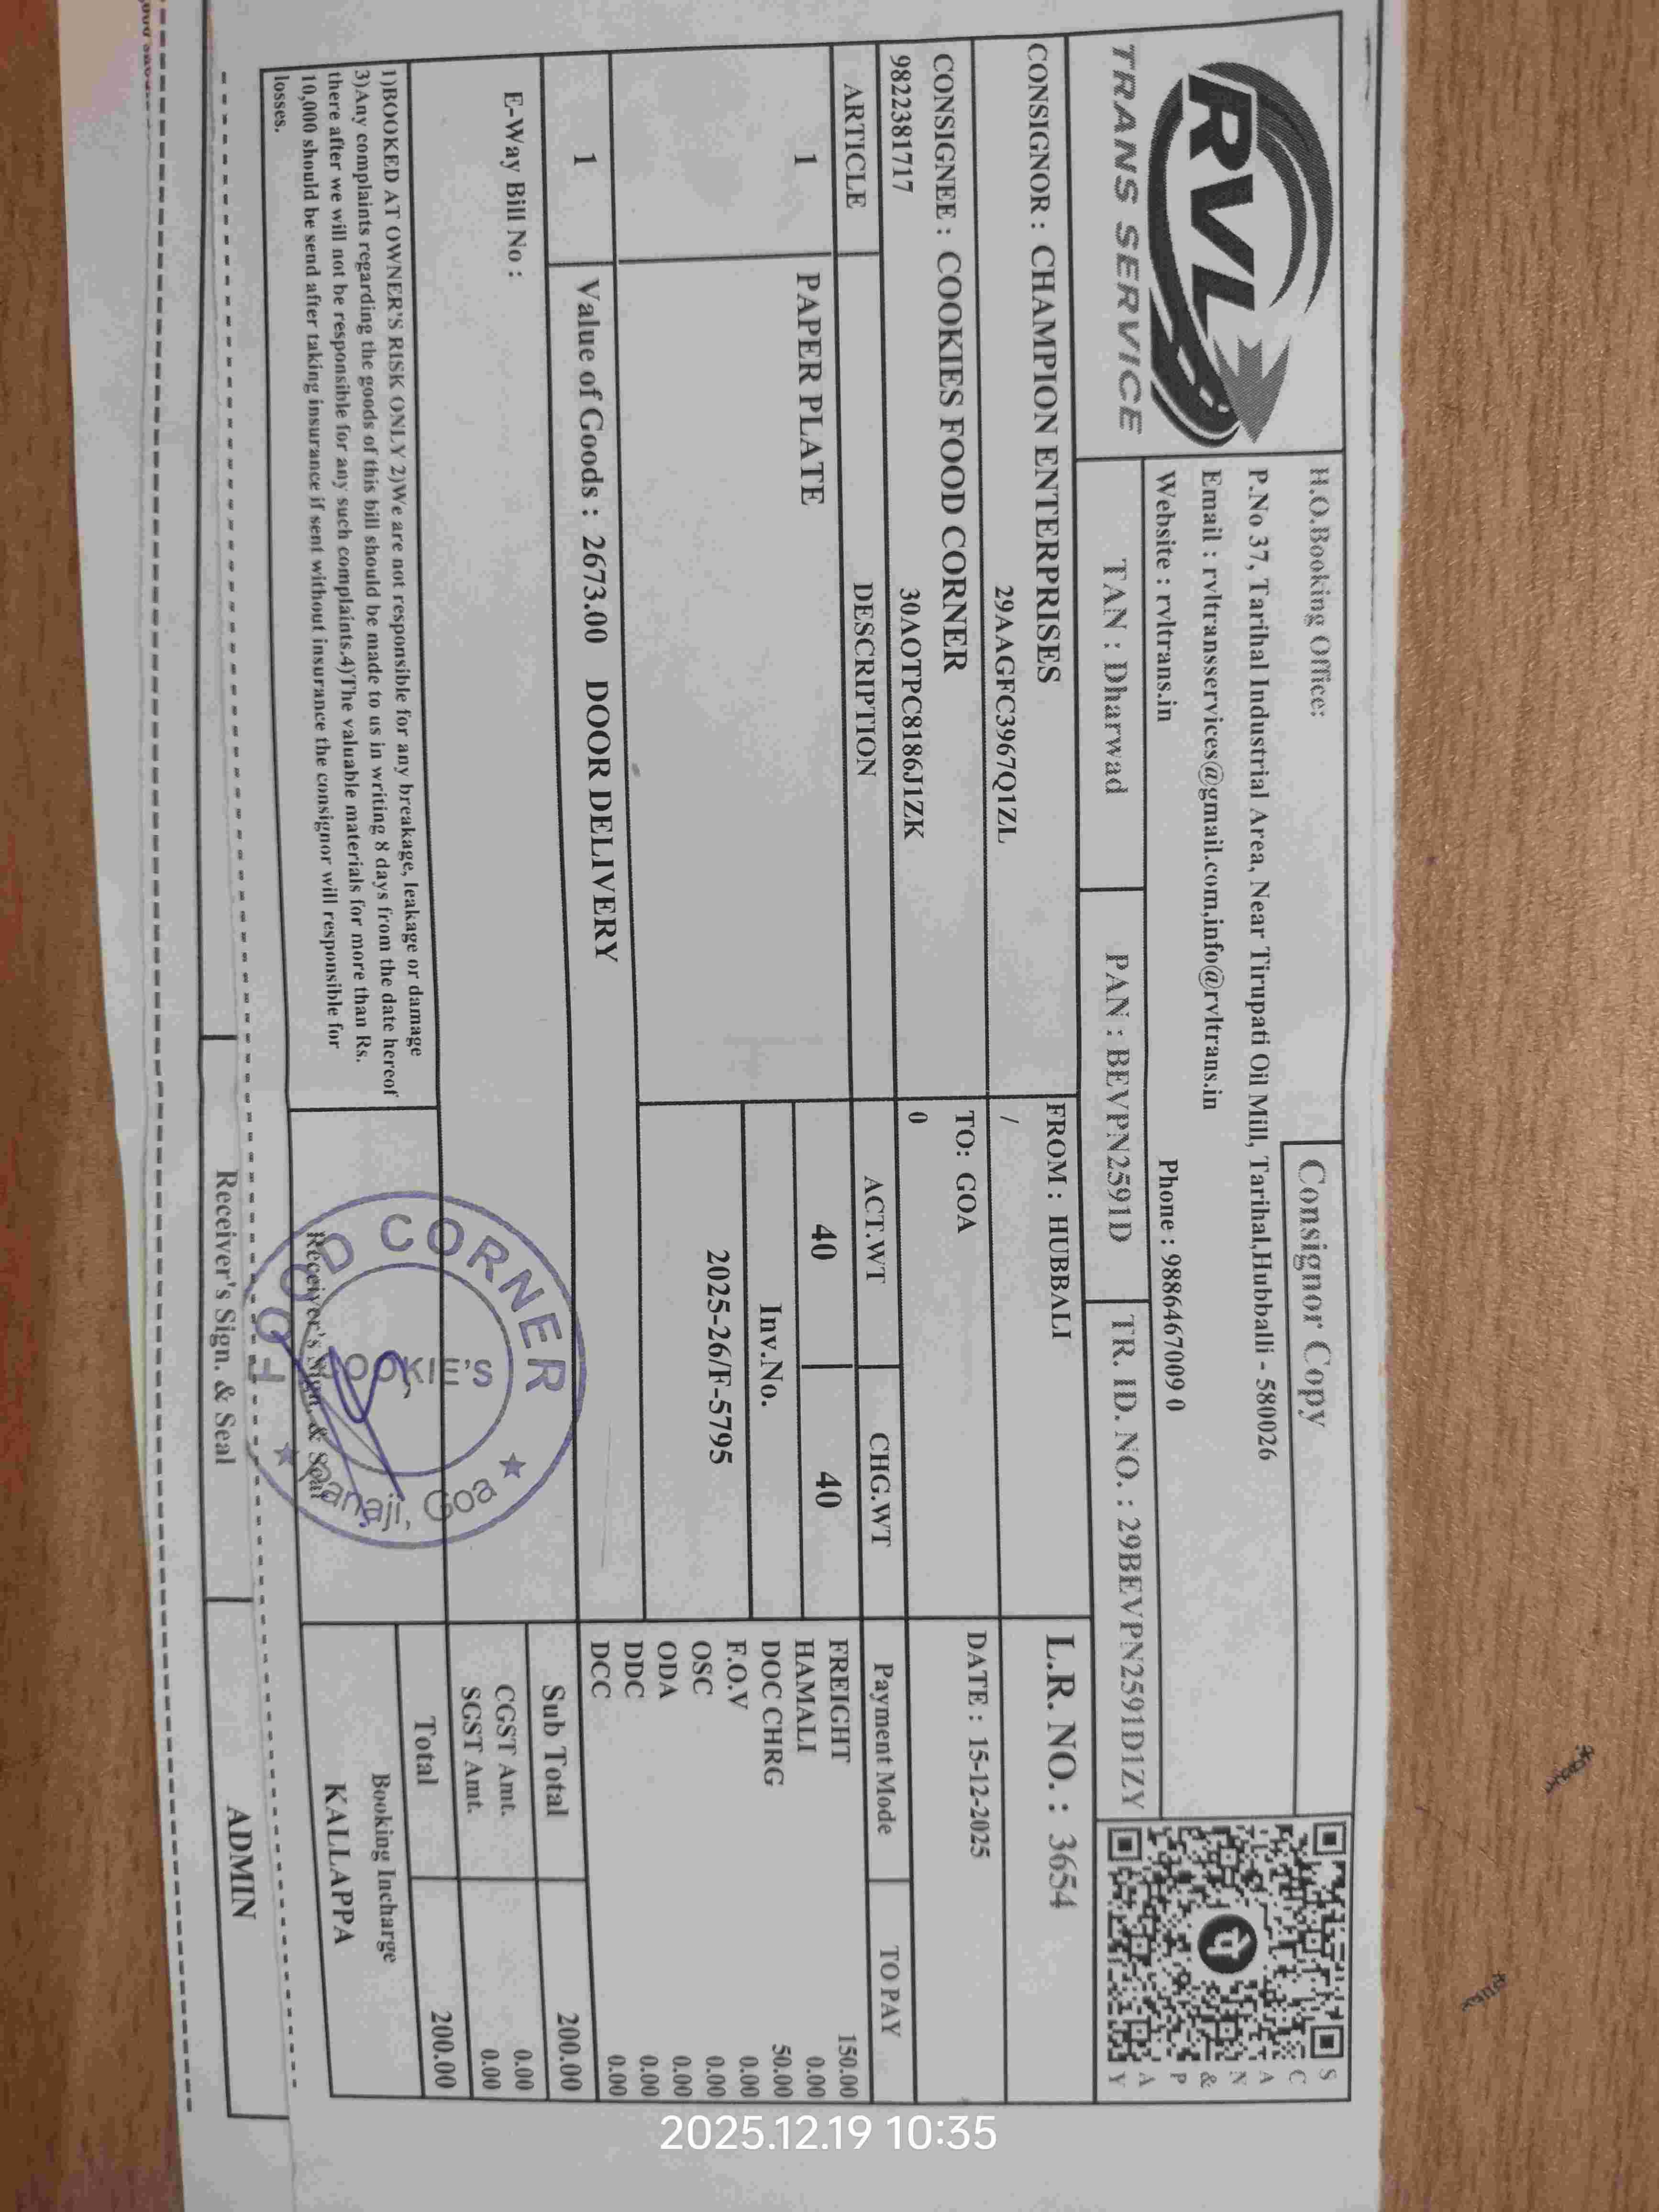 RVL
TRANS SERVICE
H.O.Booking Office:
Consignor Copy
P.No 37, Tarihal Industrial Area, Near Tirupati Oil Mill, Tarihal,Hubballi - 580026
Email : rvltransservices@gmail.com,info@rvltrans.in
Website : rvltrans.in
Phone : 9886467009 0
SCAN & PAY
TAN : Dharwad
PAN : BEVPN2591D
TR. ID. NO. : 29BEVPN2591D1ZY
CONSIGNOR : CHAMPION ENTERPRISES
29AAGFC3967Q1ZL
FROM : HUBBALI
/
L.R. NO. : 3654
CONSIGNEE : COOKIES FOOD CORNER
9822381717
30AOTPC8186J1ZK
TO: GOA
0
DATE : 15-12-2025
ARTICLE DESCRIPTION ACT.WT CHG.WT Payment Mode TO PAY
1 PAPER PLATE 40 40
Inv.No.
2025-26/F-5795
FREIGHT 150.00
HAMALI 0.00
DOC CHRG 50.00
F.O.V 0.00
OSC 0.00
ODA 0.00
DDC 0.00
DCC 0.00
1 Value of Goods : 2673.00 DOOR DELIVERY
Sub Total 200.00
E-Way Bill No :
CGST Amt. 0.00
SGST Amt. 0.00
Total 200.00
1)BOOKED AT OWNER'S RISK ONLY 2)We are not responsible for any breakage, leakage or damage
3)Any complaints regarding the goods of this bill should be made to us in writing 8 days from the date hereof
there after we will not be responsible for any such complaints.4)The valuable materials for more than Rs.
10,000 should be send after taking insurance if sent without insurance the consignor will responsible for
losses.
Receiver's Sign. & Seal
FOOD CORNER
COOKIE'S
Panaji, Goa
Booking Incharge
KALLAPPA
Receiver's Sign. & Seal
ADMIN
2025.12.19 10:35